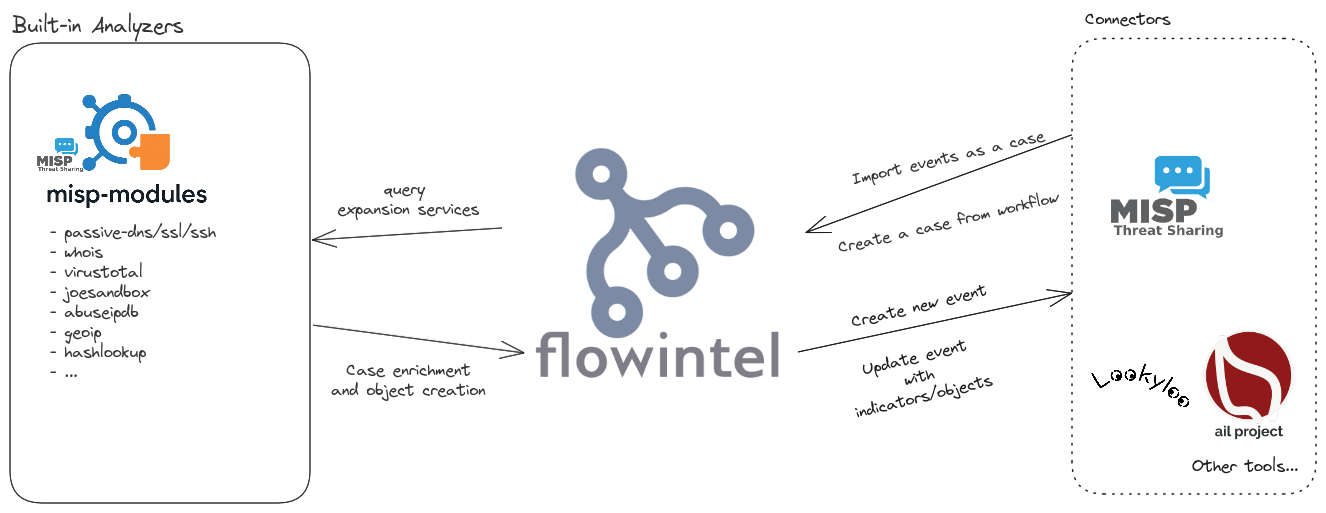 Built-in Analyzers
MISP
Threat Sharing
misp-modules
- passive-dns/ssl/ssh
- whois
- virustotal
- joesandbox
- abuseipdb
- geoip
- hashlookup
- ...
query
expansion services
Case enrichment
and object creation
flowintel
Import events as a case
Create a case from workflow
Create new event
Update event
with
indicators/objects
Connectors
MISP
Threat Sharing
Lookyloo
ail project
Other tools...